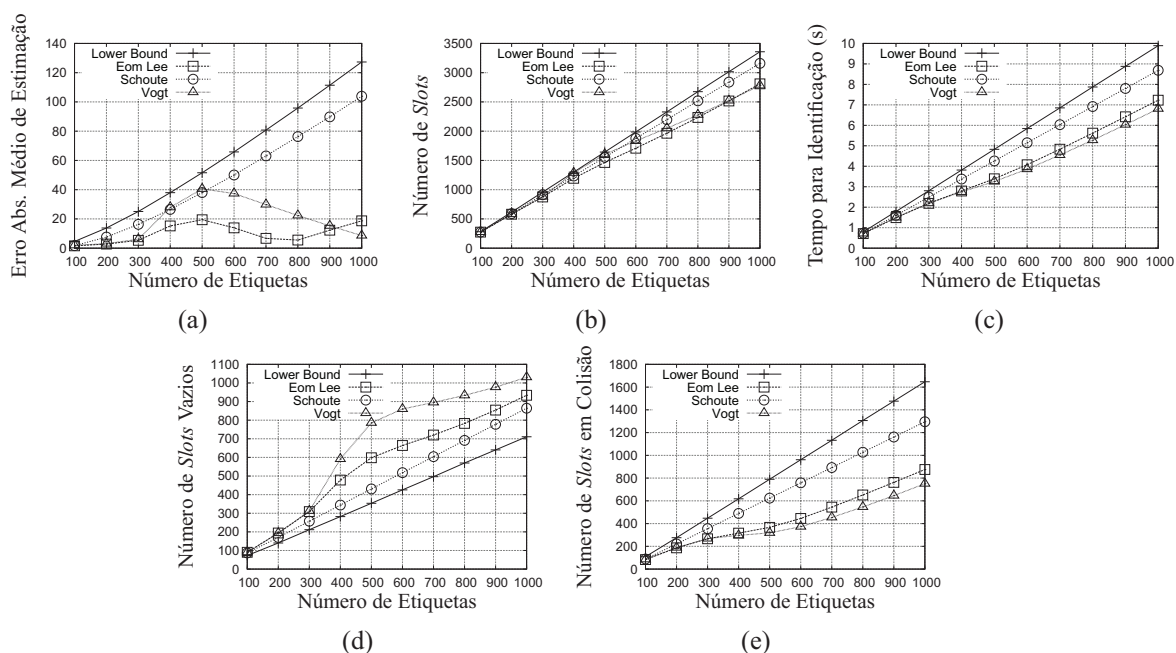 Erro Abs. Médio de Estimação
140
120
100
80
60
40
20
0
Lower Bound
Eom Lee
Schoute
Vogt
100 200 300 400 500 600 700 800 900 1000
Número de Etiquetas
(a)
Número de Slots
3500
3000
2500
2000
1500
1000
500
0
Lower Bound
Eom Lee
Schoute
Vogt
100 200 300 400 500 600 700 800 900 1000
Número de Etiquetas
(b)
Tempo para Identificação (s)
10
9
8
7
6
5
4
3
2
1
0
Lower Bound
Eom Lee
Schoute
Vogt
100 200 300 400 500 600 700 800 900 1000
Número de Etiquetas
(c)
Número de Slots Vazios
1100
1000
900
800
700
600
500
400
300
200
100
0
Lower Bound
Eom Lee
Schoute
Vogt
100 200 300 400 500 600 700 800 900 1000
Número de Etiquetas
(d)
Número de Slots em Colisão
1800
1600
1400
1200
1000
800
600
400
200
0
Lower Bound
Eom Lee
Schoute
Vogt
100 200 300 400 500 600 700 800 900 1000
Número de Etiquetas
(e)